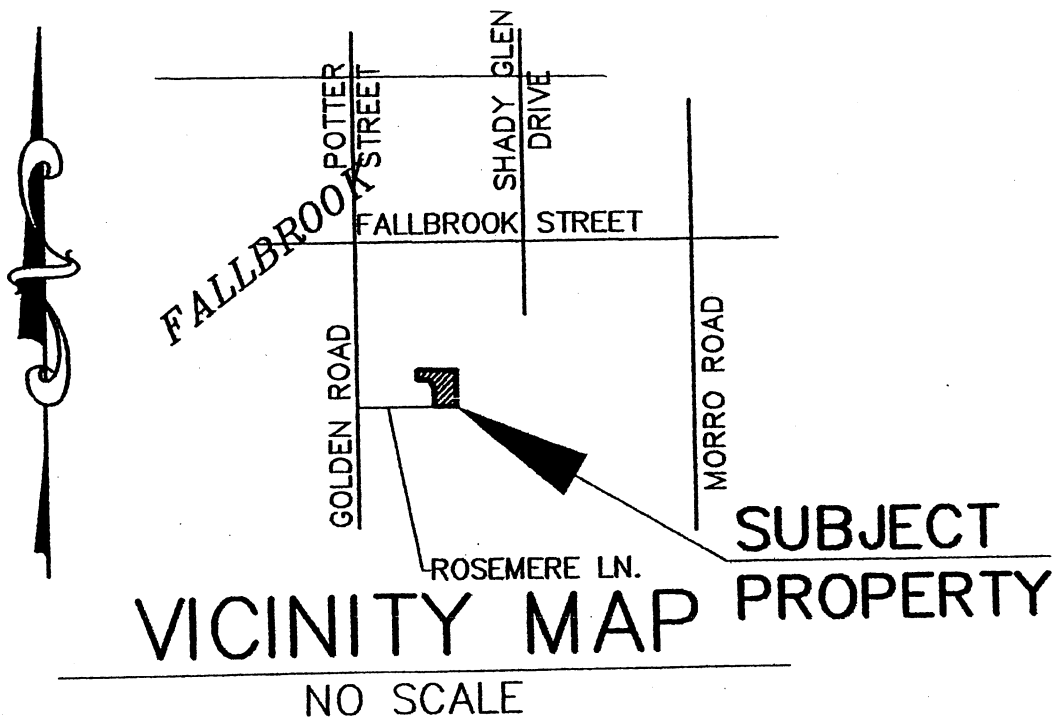 POTTER
STREET
SHADY GLEN
DRIVE
FALLBROOK
FALLBROOK STREET
GOLDEN ROAD
MORRO ROAD
ROSEMERE LN.
SUBJECT
PROPERTY
VICINITY MAP
NO SCALE